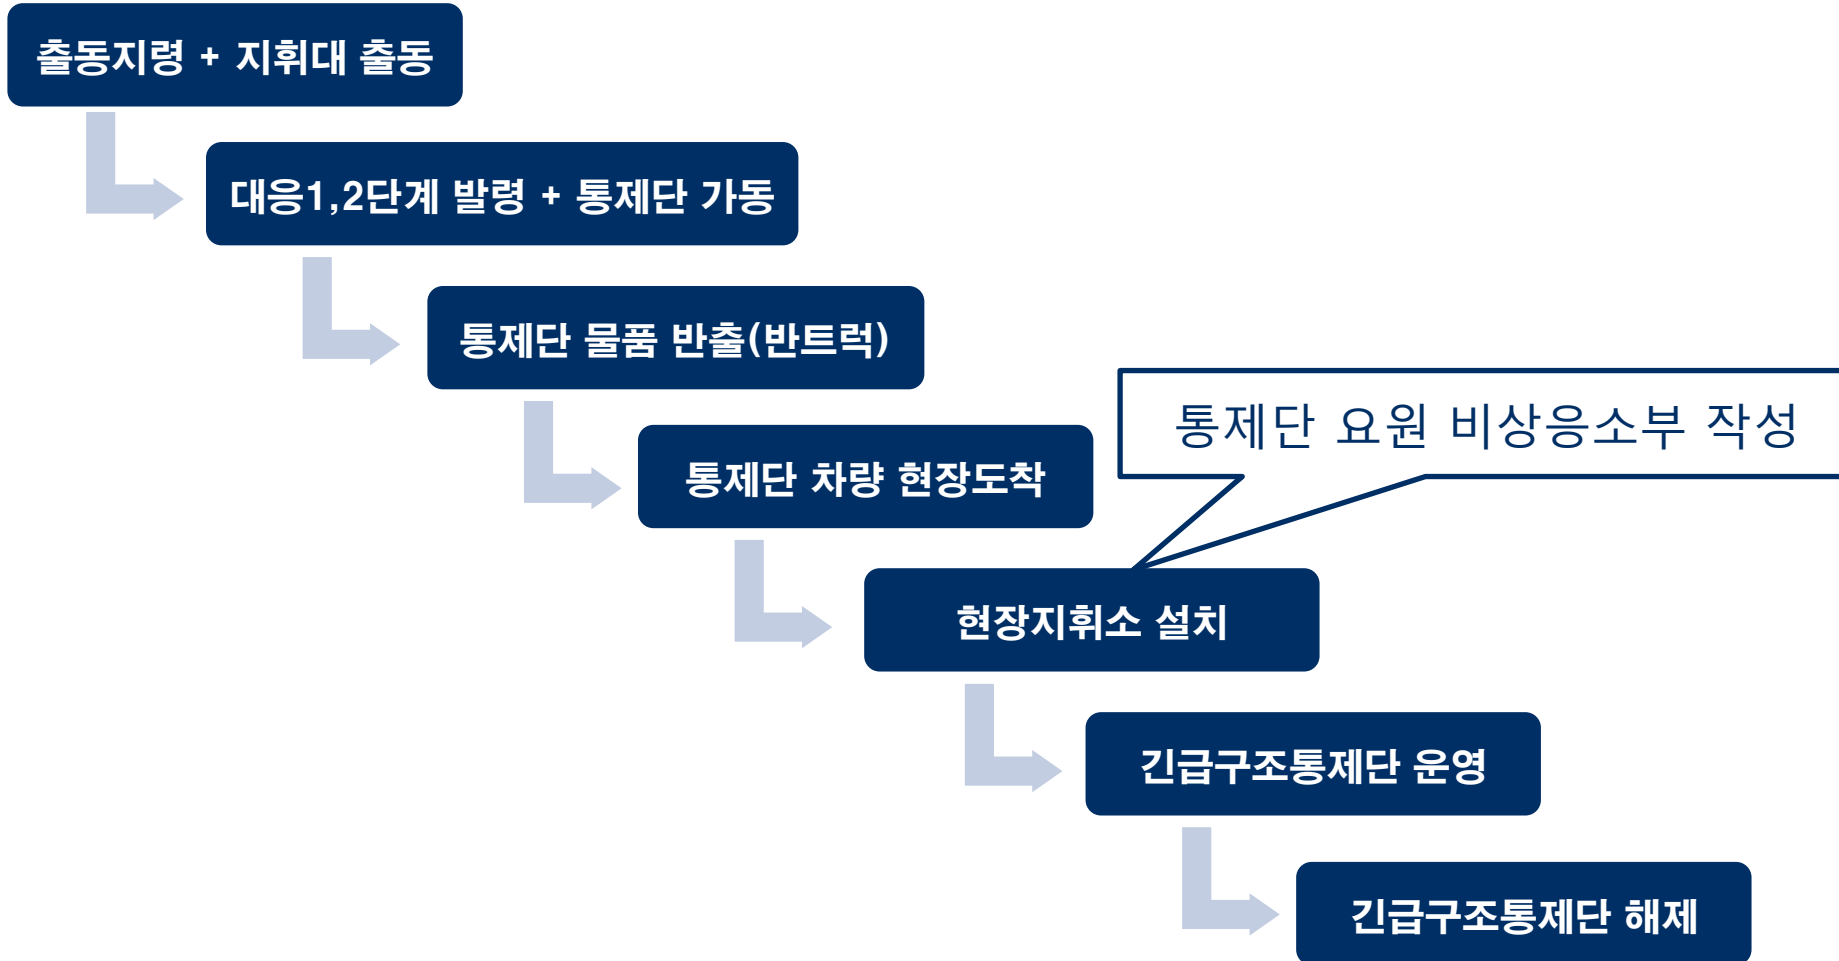 출동지령 + 지휘대 출동
대응1,2단계 발령 + 통제단 가동
통제단 물품 반출(반트럭)
통제단 차량 현장도착
통제단 요원 비상응소부 작성
현장지휘소 설치
긴급구조통제단 운영
긴급구조통제단 해제